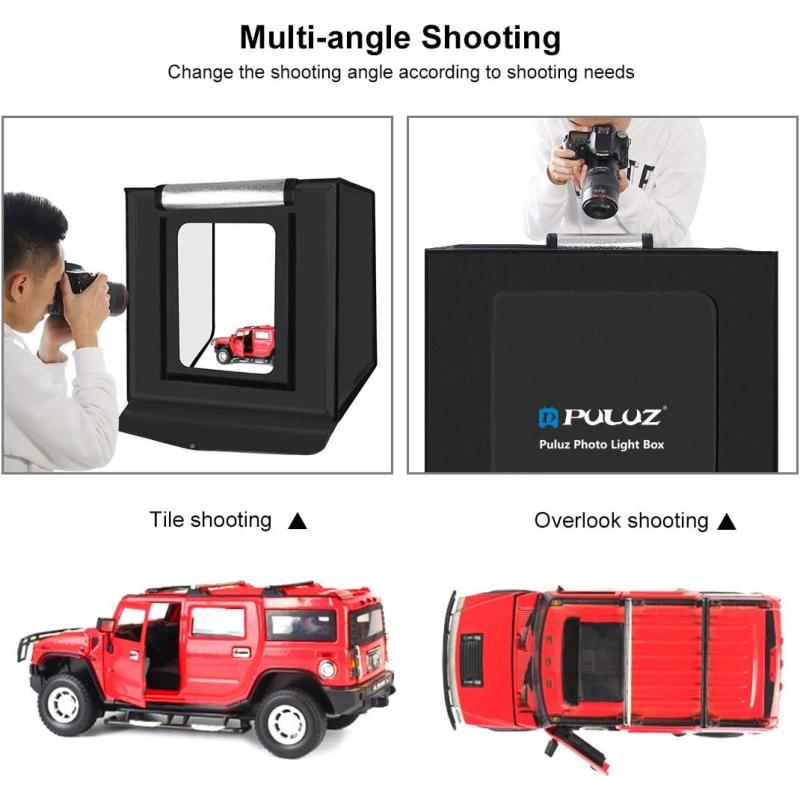 Multi-angle Shooting
Change the shooting angle according to shooting needs
PULUZ®
Puluz Photo Light Box
Tile shooting ▲
Overlook shooting ▲